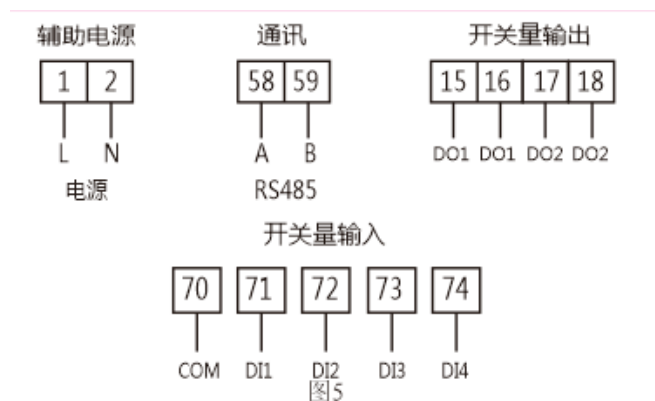 辅助电源 通讯 开关量输出
1 2 58 59 15 16 17 18
L N A B DO1 DO1 DO2 DO2
电源 RS485
开关量输入
70 71 72 73 74
COM DI1 DI2 DI3 DI4
图5